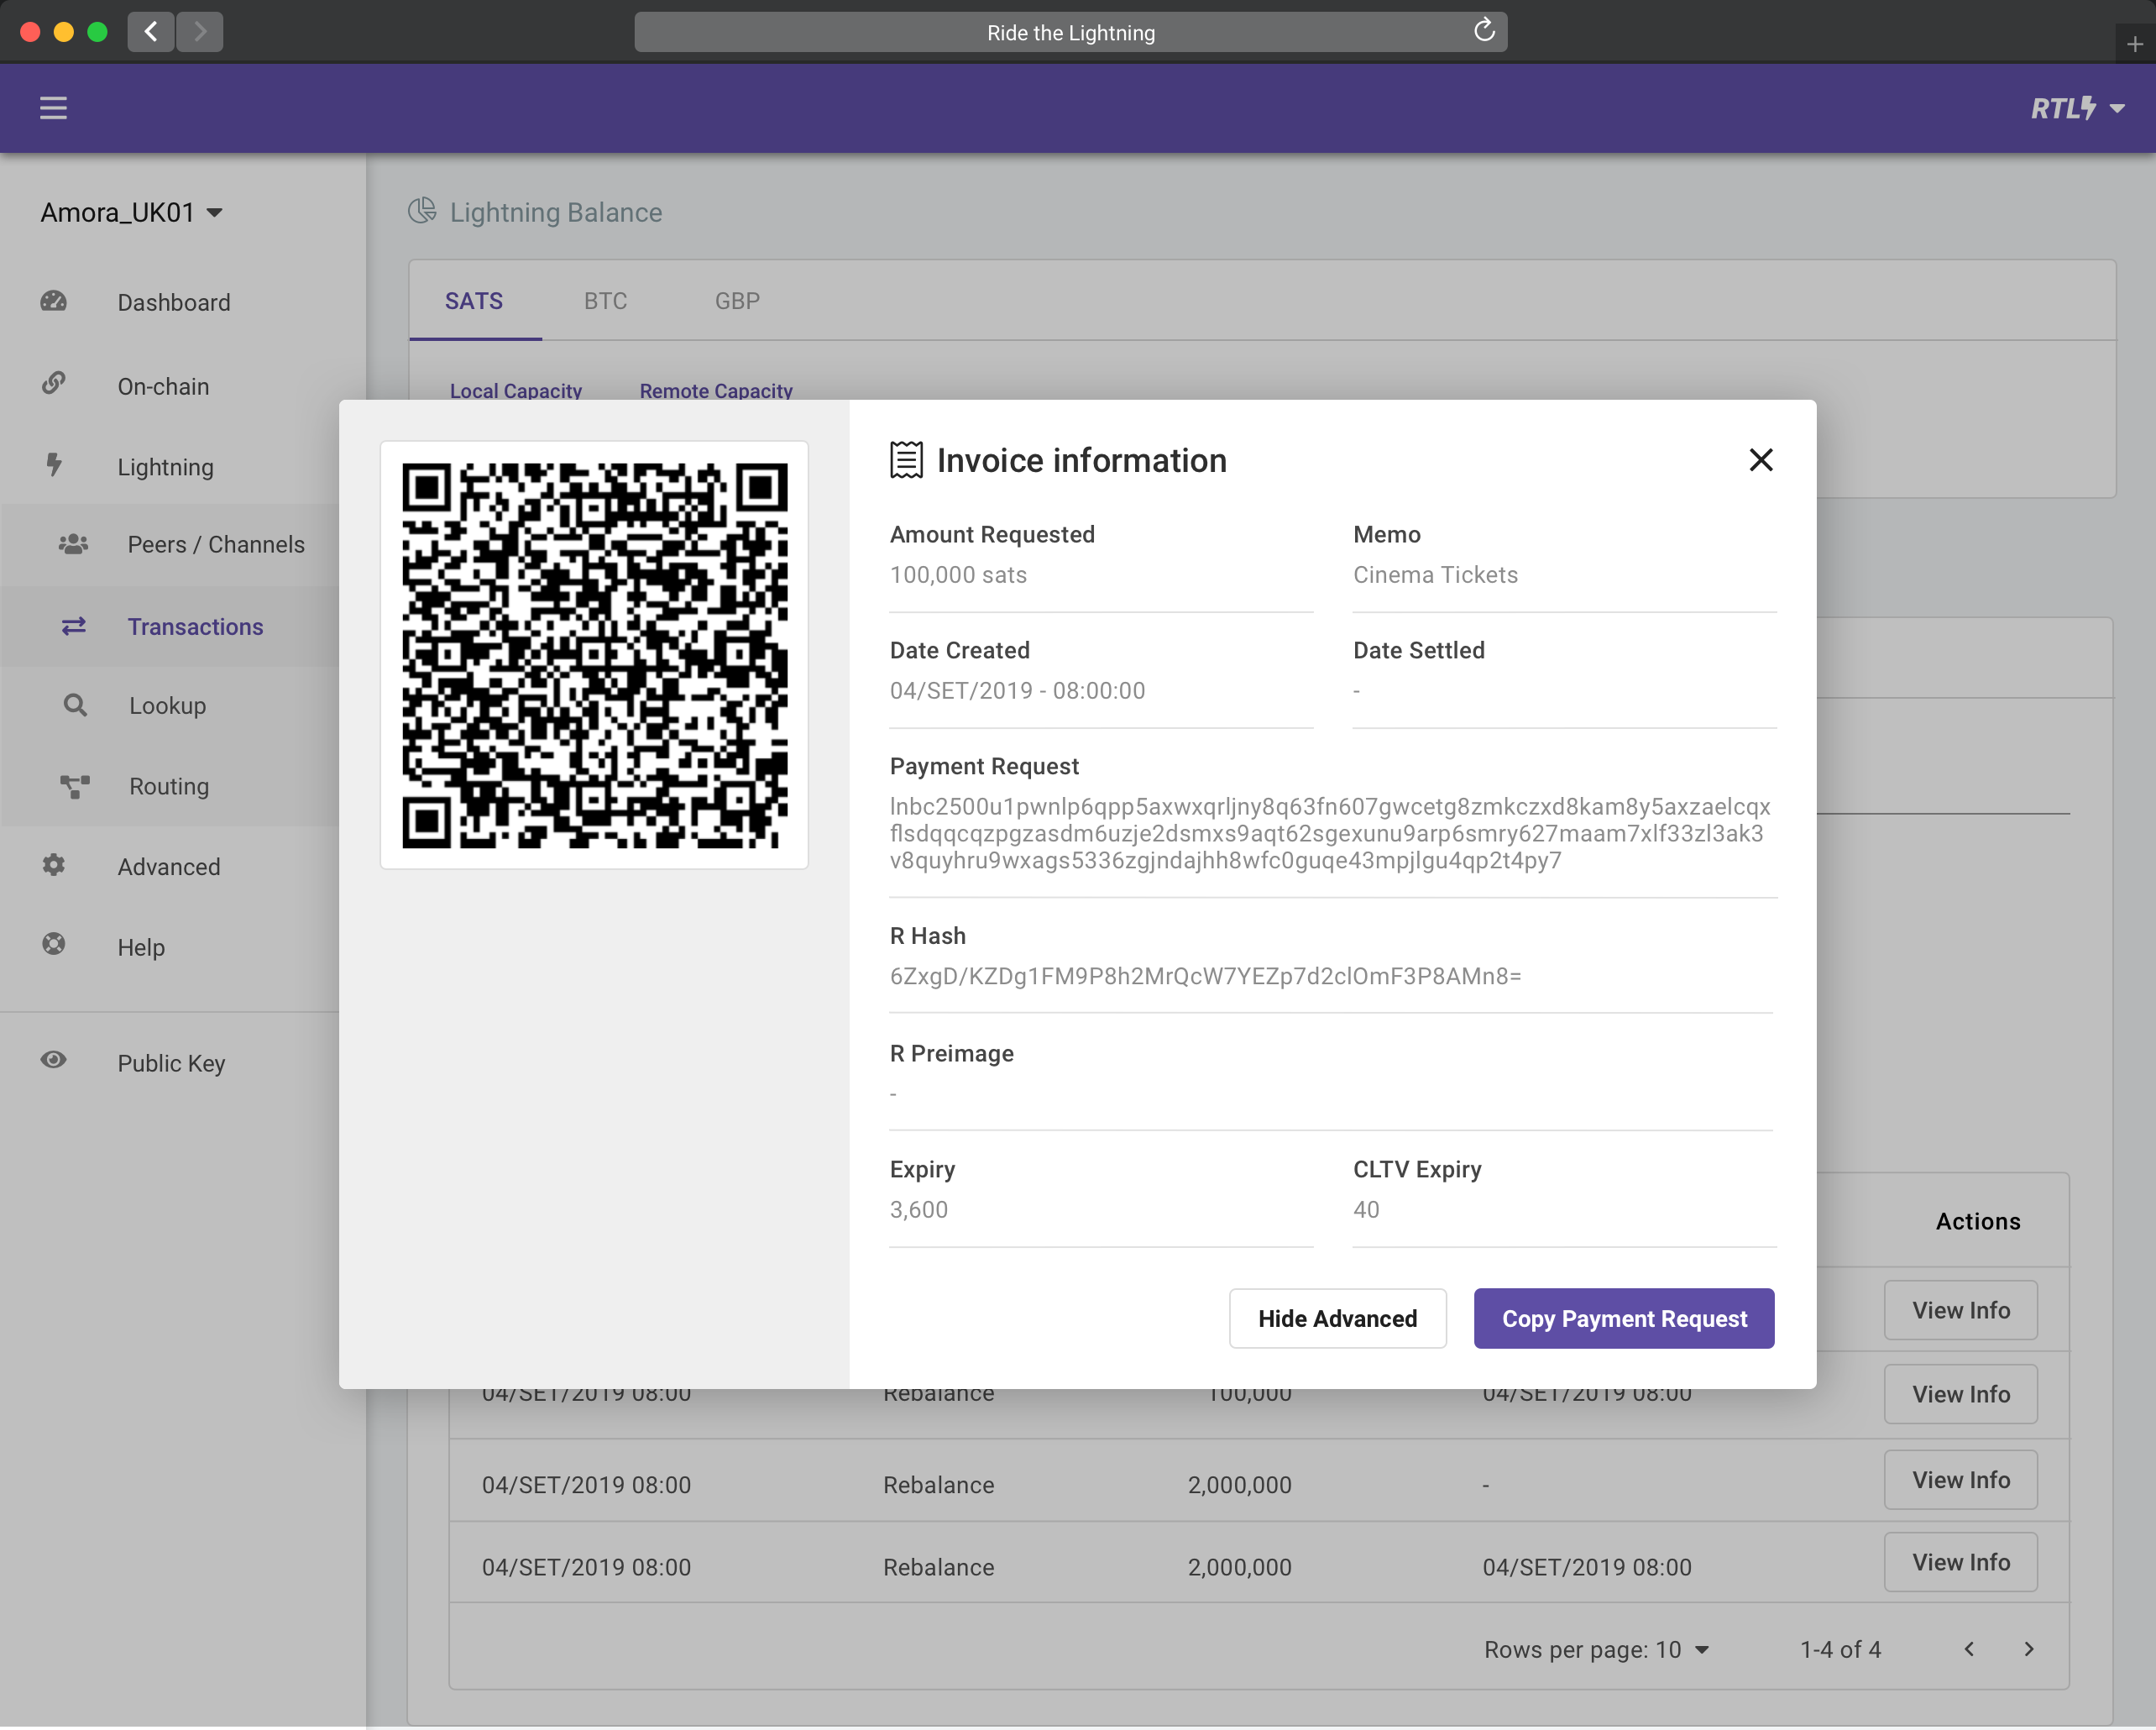 Ride the Lightning
RTL
Amora_UK01
Dashboard
On-chain
Lightning
Peers / Channels
Transactions
Lookup
Routing
Advanced
Help
Public Key
Lightning Balance
SATS BTC GBP
Local Capacity Remote Capacity
Invoice information
Amount Requested Memo
100,000 sats Cinema Tickets
Date Created Date Settled
04/SET/2019 - 08:00:00 -
Payment Request
lnbc2500u1pwnlp6qpp5axwxqrljny8q63fn607gwcetg8zmkczxd8kam8y5axzaelcqx
flsdqqcqzpgzasdm6uzje2dsmxs9aqt62sgexunu9arp6smry627maam7xlf33zl3ak3
v8quyhru9wxags5336zgjndajhh8wfc0guqe43mpjlgu4qp2t4py7
R Hash
6ZxgD/KZDg1FM9P8h2MrQcW7YEZp7d2clOmF3P8AMn8=
R Preimage
-
Expiry CLTV Expiry
3,600 40
Hide Advanced Copy Payment Request
Actions
View Info
04/SET/2019 08:00 Rebalance 100,000 04/SET/2019 08:00 View Info
04/SET/2019 08:00 Rebalance 2,000,000 - View Info
04/SET/2019 08:00 Rebalance 2,000,000 04/SET/2019 08:00 View Info
Rows per page: 10 1-4 of 4